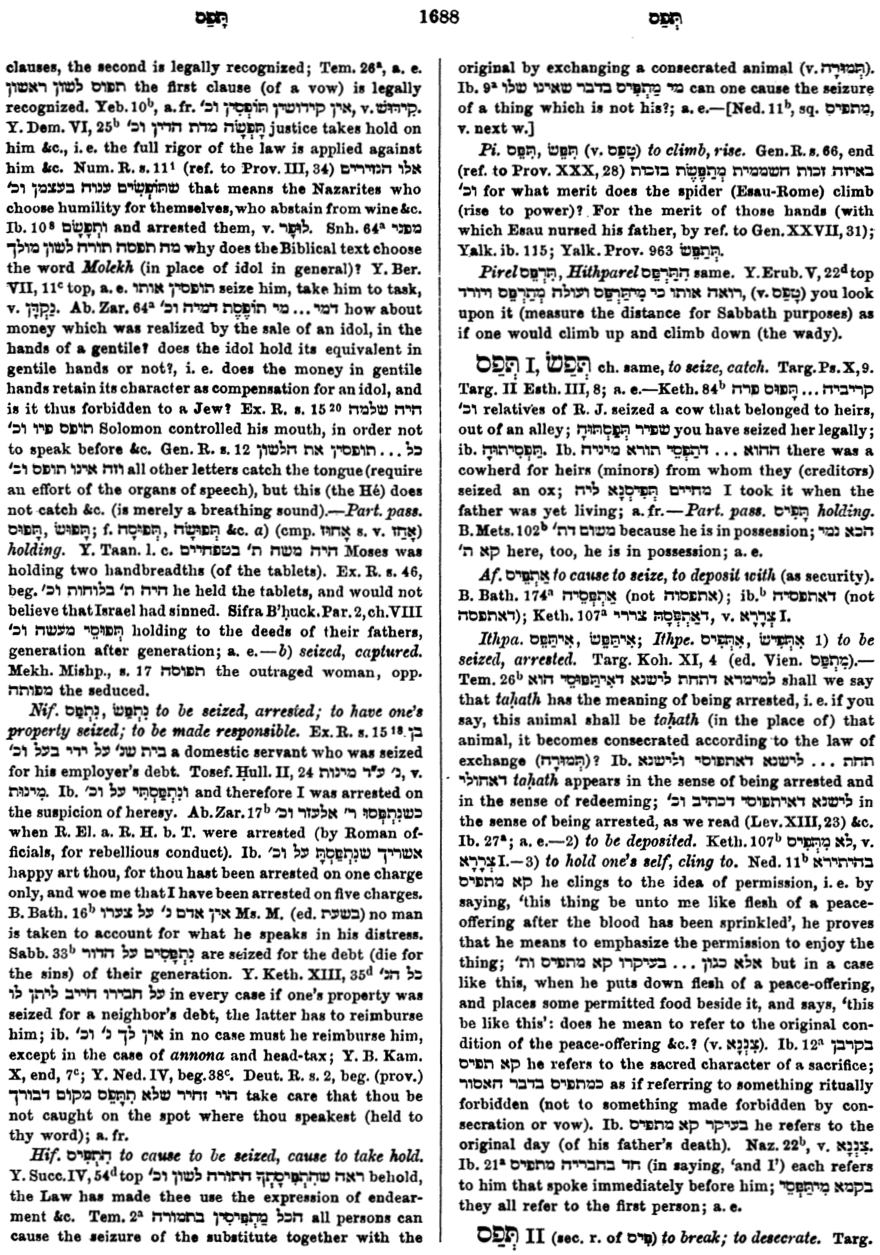 תָּפַס 1688 תְּפַס
clauses, the second is legally recognized; Tem. 26ᵃ, a. e.
תפוס לשון ראשון the first clause (of a vow) is legally
recognized. Yeb. 10ᵇ, a. fr. אין קידושין תּוֹפְסִין וכ׳, v. קִידּוּשׁ.
Y. Dem. VI, 25ᵇ תָּפְשָׂה מדת הדין וכ׳ justice takes hold on
him &c., i. e. the full rigor of the law is applied against
him &c. Num. R. s. 11¹ (ref. to Prov. III, 34) אלו הנזירים
שתּוֹפְשִׂים ענוה בעצמן וכ׳ that means the Nazarites who
choose humility for themselves, who abstain from wine &c.
Ib. 10⁸ וּתְפָשָׂם and arrested them, v. לוּפָר. Snh. 64ᵃ מפני
מה תפסה תורה לשון מולך why does the Biblical text choose
the word Molekh (in place of idol in general)? Y. Ber.
VII, 11ᶜ top, a. e. תופסין אותו seize him, take him to task,
v. נַקְדָּן. Ab. Zar. 64ᵃ דמי ... מי תוֹפֶסֶת דמיה וכ׳ how about
money which was realized by the sale of an idol, in the
hands of a gentile? does the idol hold its equivalent in
gentile hands or not?, i. e. does the money in gentile
hands retain its character as compensation for an idol, and
is it thus forbidden to a Jew? Ex. R. s. 15²⁰ היה שלמה
תופס פיו וכ׳ Solomon controlled his mouth, in order not
to speak before &c. Gen. R. s. 12 כל ... תופסין את הלשון
וזה אינו תופס וכ׳ all other letters catch the tongue (require
an effort of the organs of speech), but this (the Hé) does
not catch &c. (is merely a breathing sound).—Part. pass.
תָּפוּשׂ, תָּפוּס; f. תְּפוּשָׂה, תְּפוּסָה &c. a) (cmp. אָחוּז s. v. אָחַז)
holding. Y. Taan. l. c. היה משה ת׳ בטפחיים Moses was
holding two handbreadths (of the tablets). Ex. R. s. 46,
beg. היה ת׳ בלוחות וכ׳ he held the tablets, and would not
believe that Israel had sinned. Sifra B'ḥuck. Par. 2, ch. VIII
תְּפוּסֵי מעשה וכ׳ holding to the deeds of their fathers,
generation after generation; a. e.—b) seized, captured.
Mekh. Mishp., s. 17 תפוסה the outraged woman, opp.
מפותה the seduced.
Nif. נִתְפַּשׂ, נִתְפַּס to be seized, arrested; to have one's
property seized; to be made responsible. Ex. R. s. 15¹⁸ בן
בית שנ׳ על ידי בעל וכ׳ a domestic servant who was seized
for his employer's debt. Tosef. Ḥull. II, 24 נ׳ ע״ד מינות, v.
מִינוּת. Ib. וְנִתְפַּסְתִּי על וכ׳ and therefore I was arrested on
the suspicion of heresy. Ab. Zar. 17ᵇ כשנִּתְפְּסוּ ר׳ אלעזר וכ׳
when R. El. a. R. H. b. T. were arrested (by Roman of-
ficials, for rebellious conduct). Ib. אשריך שנִּתְפַּסְתָּ על וכ׳
happy art thou, for thou hast been arrested on one charge
only, and woe me that I have been arrested on five charges.
B. Bath. 16ᵇ אין אדם נ׳ על צערו Ms. M. (ed. בשעת) no man
is taken to account for what he speaks in his distress.
Sabb. 33ᵇ נִתְפָּסִים על הדור are seized for the debt (die for
the sins) of their generation. Y. Keth. XIII, 35ᵈ כל הנ׳
על חבירו חייב ליתן לו in every case if one's property was
seized for a neighbor's debt, the latter has to reimburse
him; ib. אין לך נ׳ וכ׳ in no case must he reimburse him,
except in the case of annona and head-tax; Y. B. Kam.
X, end, 7ᶜ; Y. Ned. IV, beg. 38ᶜ. Deut. R. s. 2, beg. (prov.)
הוי זהיר שלא תִתָּפֵס מקום דבורך take care that thou be
not caught on the spot where thou speakest (held to
thy word); a. fr.
Hif. הִתְפִּיס to cause to be seized, cause to take hold.
Y. Succ. IV, 54ᵈ top ראה שהִתְפִּיסָתְךָ התורה לשון וכ׳ behold,
the Law has made thee use the expression of endear-
ment &c. Tem. 2ᵃ הכל מַתְפִּיסִין בתמורה all persons can
cause the seizure of the substitute together with the
original by exchanging a consecrated animal (v. תְּמוּרָה).
Ib. 9ᵃ מי מַתְפִּיס בדבר שאינו שלו can one cause the seizure
of a thing which is not his?; a. e.—[Ned. 11ᵇ, sq. מתפיס,
v. next w.]
Pi. תִּפֵּשׂ, תִּפֵּס (v. טָפַס) to climb, rise. Gen. R. s. 66, end
(ref. to Prov. XXX, 28) באיזה זכות השממית מְתַפֶּשֶׂת בזכות
וכ׳ for what merit does the spider (Esau-Rome) climb
(rise to power)? For the merit of those hands (with
which Esau nursed his father, by ref. to Gen. XXVII, 31);
Yalk. ib. 115; Yalk. Prov. 963 תְּתַפֵּשׂ.
Pirel תִּרְפֵּס, Hithparel הִתַּרְפֵּס same. Y. Erub. V, 22ᵈ top
רואה אותו כי מִיתַּרְפֵּס ועולה מִתְרַפֵּס ויורד, (v. טָפַס) you look
upon it (measure the distance for Sabbath purposes) as
if one would climb up and climb down (the wady).
תְּפַס I, תְּפַשׂ ch. same, to seize, catch. Targ. Ps. X, 9.
Targ. II Esth. III, 8; a. e.—Keth. 84ᵇ קריביה ... תָּפוּס פרה
וכ׳ relatives of R. J. seized a cow that belonged to heirs,
out of an alley; שפיר תְּפַסְתּוּהָ you have seized her legally;
ib. תְּפַסִיתוּהָ. Ib. ההוא ... דתַפְסֵי תורא מיניה there was a
cowherd for heirs (minors) from whom they (creditors)
seized an ox; מחיים תְּפִיסְנָא ליה I took it when the
father was yet living; a. fr.—Part. pass. תָּפִיס holding.
B. Mets. 102ᵇ משום דת׳ because he is in possession; הכא נמי
קא ת׳ here, too, he is in possession; a. e.
Af. אַתְפֵּיס to cause to seize, to deposit with (as security).
B. Bath. 174ᵃ אַתְפְּסֵיה (not אתפסוה); ib.ᵇ דאתפסיה (not
דאתפסה); Keth. 107ᵃ דְאַתְפְּסָהּ צררי, v. צְרָרָא I.
Ithpa. אִיתַּפֵּשׂ, אִיתַּפֵּס; Ithpe. אִתְּפִישׂ, אִתְּפִיס 1) to be
seized, arrested. Targ. Koh. XI, 4 (ed. Vien. מִתְפַּס).—
Tem. 26ᵇ למימרא דתחת לישנא דאִיתַּפּוּסֵי הוא shall we say
that taḥath has the meaning of being arrested, i. e. if you
say, this animal shall be toḥath (in the place of) that
animal, it becomes consecrated according to the law of
exchange (תְּמוּרָה)? Ib. תחת ... לישנא דאתפוסי ולישנא
דאחולי taḥath appears in the sense of being arrested and
in the sense of redeeming; לישנא דאיתפוסי דכתיב וכ׳ in
the sense of being arrested, as we read (Lev. XIII, 23) &c.
Ib. 27ᵃ; a. e.—2) to be deposited. Keth. 107ᵇ לא מִתְפִּיס, v.
צְרָרָא I.—3) to hold one's self, cling to. Ned. 11ᵇ בהיתירא
קא מתפיס he clings to the idea of permission, i. e. by
saying, 'this thing be unto me like flesh of a peace-
offering after the blood has been sprinkled', he proves
that he means to emphasize the permission to enjoy the
thing; אלא כגון ... בעיקרו קא מתפיס ות׳ but in a case
like this, when he puts down flesh of a peace-offering,
and places some permitted food beside it, and says, 'this
be like this': does he mean to refer to the original con-
dition of the peace-offering &c.? (v. צִנְּנָא). Ib. 12ᵃ בקרבן
קא תפיס he refers to the sacred character of a sacrifice;
כמתפיס בדבר האסור as if referring to something ritually
forbidden (not to something made forbidden by con-
secration or vow). Ib. בעיקר קא מתפיס he refers to the
original day (of his father's death). Naz. 22ᵇ, v. צִנְּנָא.
Ib. 21ᵃ חד בחבריה מתפיס (in saying, 'and I') each refers
to him that spoke immediately before him; בקמא מִיתַּפְסֵי
they all refer to the first person; a. e.
תְּפַס II (sec. r. of פִּיס) to break; to desecrate. Targ.